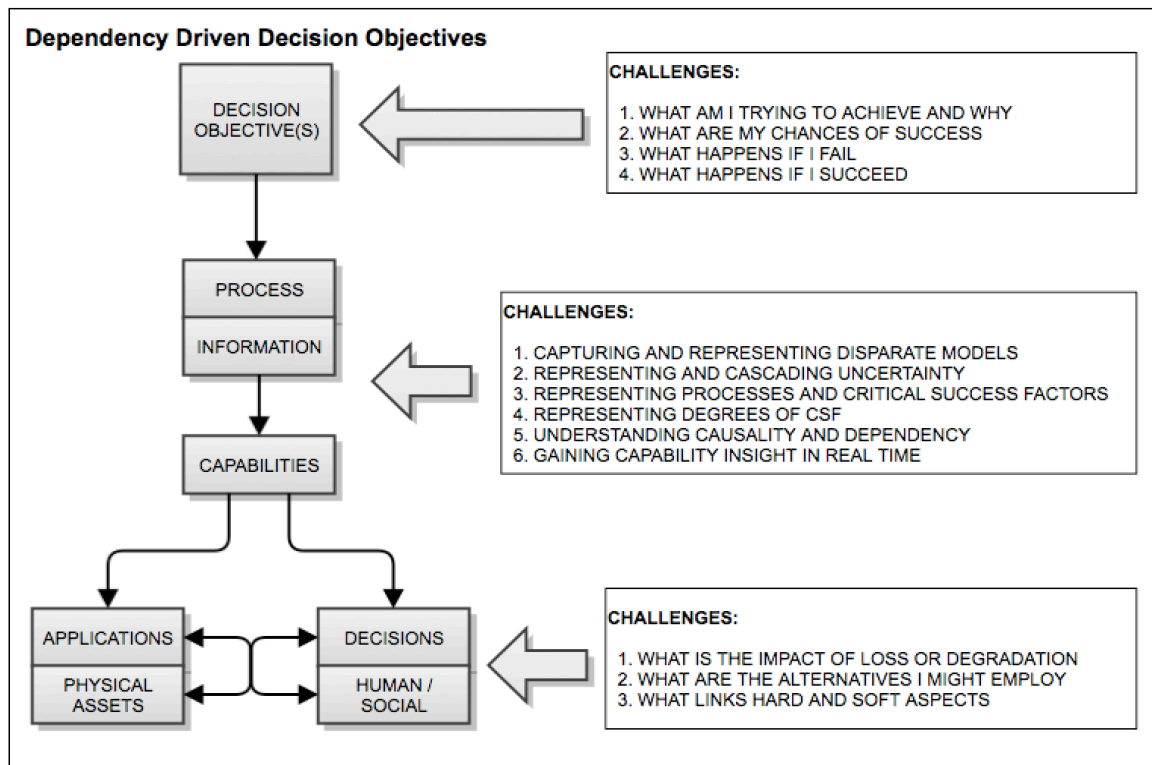 Dependency Driven Decision Objectives
DECISION
OBJECTIVE(S)
CHALLENGES:
1. WHAT AM I TRYING TO ACHIEVE AND WHY
2. WHAT ARE MY CHANCES OF SUCCESS
3. WHAT HAPPENS IF I FAIL
4. WHAT HAPPENS IF I SUCCEED
PROCESS
INFORMATION
CHALLENGES:
1. CAPTURING AND REPRESENTING DISPARATE MODELS
2. REPRESENTING AND CASCADING UNCERTAINTY
3. REPRESENTING PROCESSES AND CRITICAL SUCCESS FACTORS
4. REPRESENTING DEGREES OF CSF
5. UNDERSTANDING CAUSALITY AND DEPENDENCY
6. GAINING CAPABILITY INSIGHT IN REAL TIME
CAPABILITIES
APPLICATIONS
PHYSICAL
ASSETS
DECISIONS
HUMAN /
SOCIAL
CHALLENGES:
1. WHAT IS THE IMPACT OF LOSS OR DEGRADATION
2. WHAT ARE THE ALTERNATIVES I MIGHT EMPLOY
3. WHAT LINKS HARD AND SOFT ASPECTS